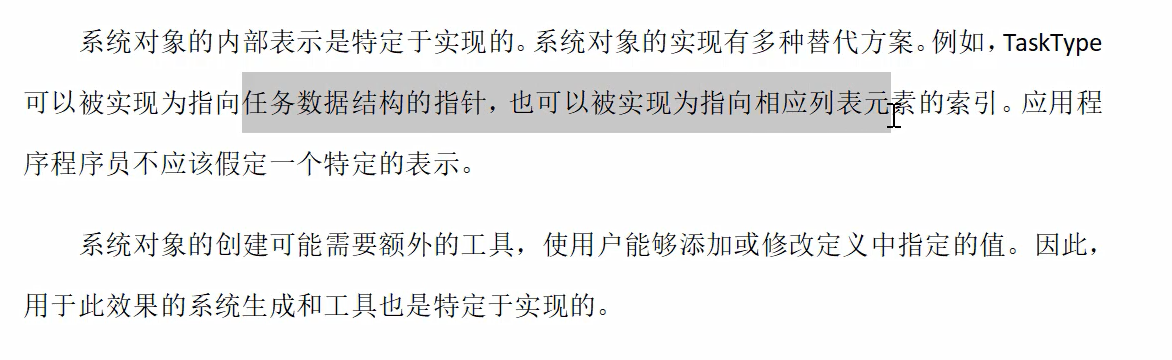 系统对象的内部表示是特定于实现的。系统对象的实现有多种替代方案。例如，TaskType
可以被实现为指向任务数据结构的指针，也可以被实现为指向相应列表元素的索引。应用程
序程序员不应该假定一个特定的表示。
系统对象的创建可能需要额外的工具，使用户能够添加或修改定义中指定的值。因此，
用于此效果的系统生成和工具也是特定于实现的。